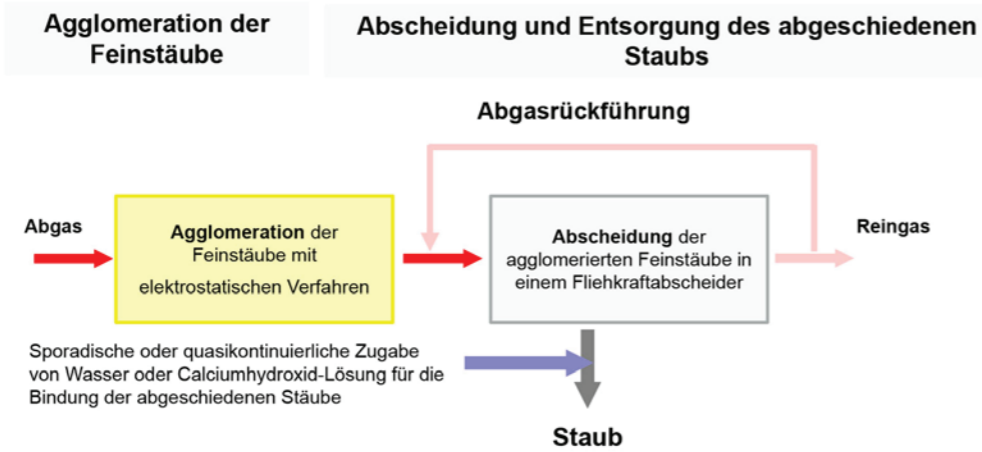 Agglomeration der
Feinstäube
Abscheidung und Entsorgung des abgeschiedenen
Staubs
Abgasrückführung
Abgas
Agglomeration der
Feinstäube mit
elektrostatischen Verfahren
Abscheidung der
agglomerierten Feinstäube in
einem Fliehkraftabscheider
Reingas
Sporadische oder quasikontinuierliche Zugabe
von Wasser oder Calciumhydroxid-Lösung für die
Bindung der abgeschiedenen Stäube
Staub